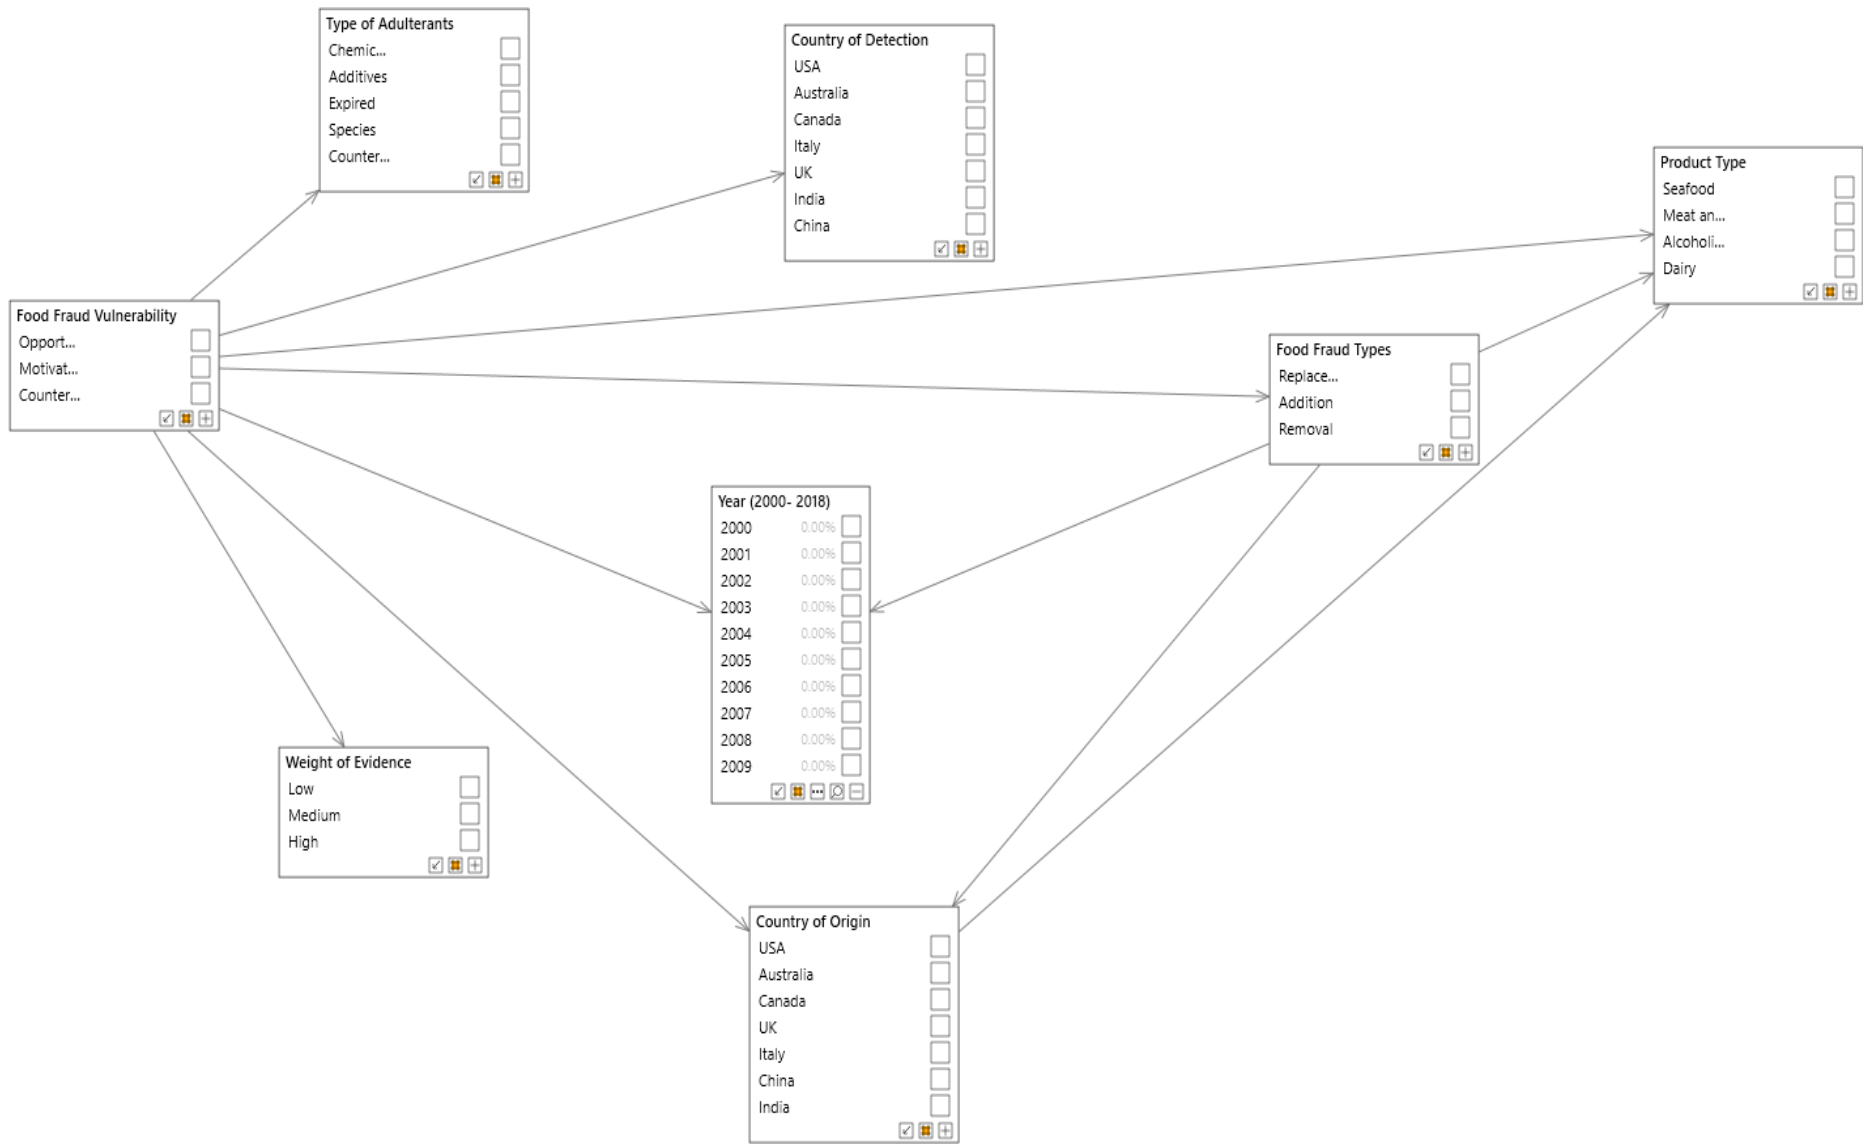 Type of Adulterants
Chemic...
Additives
Expired
Species
Counter...
Country of Detection
USA
Australia
Canada
Italy
UK
India
China
Product Type
Seafood
Meat an...
Alcoholi...
Dairy
Food Fraud Vulnerability
Opport...
Motivat...
Counter...
Food Fraud Types
Replace...
Addition
Removal
Year (2000- 2018)
2000 0.00%
2001 0.00%
2002 0.00%
2003 0.00%
2004 0.00%
2005 0.00%
2006 0.00%
2007 0.00%
2008 0.00%
2009 0.00%
Weight of Evidence
Low
Medium
High
Country of Origin
USA
Australia
Canada
UK
Italy
China
India